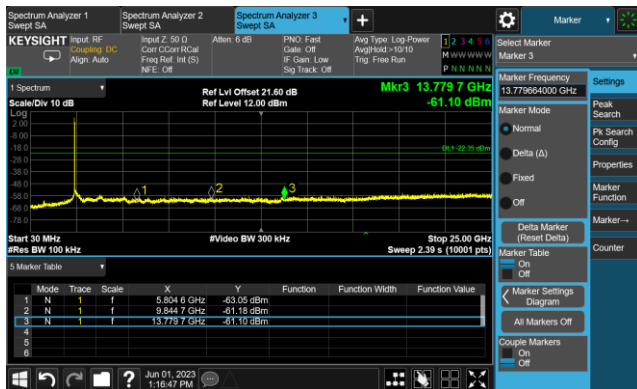 Spectrum Analyzer 1
Swept SA
Spectrum Analyzer 2
Swept SA
Spectrum Analyzer 3
Swept SA
Marker
KEYSIGHT
Input: RF
Coupling: DC
Align: Auto
Input Z: 50 Ω
Corr CCorr RCal
Freq Ref: Int (S)
NFE: Off
Atten: 6 dB
PNO: Fast
Gate: Off
IF Gain: Low
Sig Track: Off
Avg Type: Log-Power
Avg|Hold:>10/10
Trig: Free Run
1 2 3 4 5 6
M W W W W W
P N N N N N
Select Marker
Marker 3
1 Spectrum
Scale/Div 10 dB
Ref Lvl Offset 21.60 dB
Ref Level 12.00 dBm
Mkr3 13.779 7 GHz
-61.10 dBm
Log
2.00
-8.00
-18.0
-28.0
-38.0
-48.0
-58.0
-68.0
-78.0
DL1 -22.35 dBm
1
2
3
Start 30 MHz
#Res BW 100 kHz
#Video BW 300 kHz
Stop 25.00 GHz
Sweep 2.39 s (10001 pts)
5 Marker Table
Mode Trace Scale X Y Function Function Width Function Value
1 N 1 f 5.804 6 GHz -63.05 dBm
2 N 1 f 9.844 7 GHz -61.18 dBm
3 N 1 f 13.779 7 GHz -61.10 dBm
4
5
6
Marker Frequency
13.779664000 GHz
Marker Mode
Normal
Delta (Δ)
Fixed
Off
Delta Marker
(Reset Delta)
Marker Table
On
Off
Marker Settings
Diagram
All Markers Off
Couple Markers
On
Off
Settings
Peak
Search
Pk Search
Config
Properties
Marker
Function
Marker→
Counter
?
Jun 01, 2023
1:16:47 PM